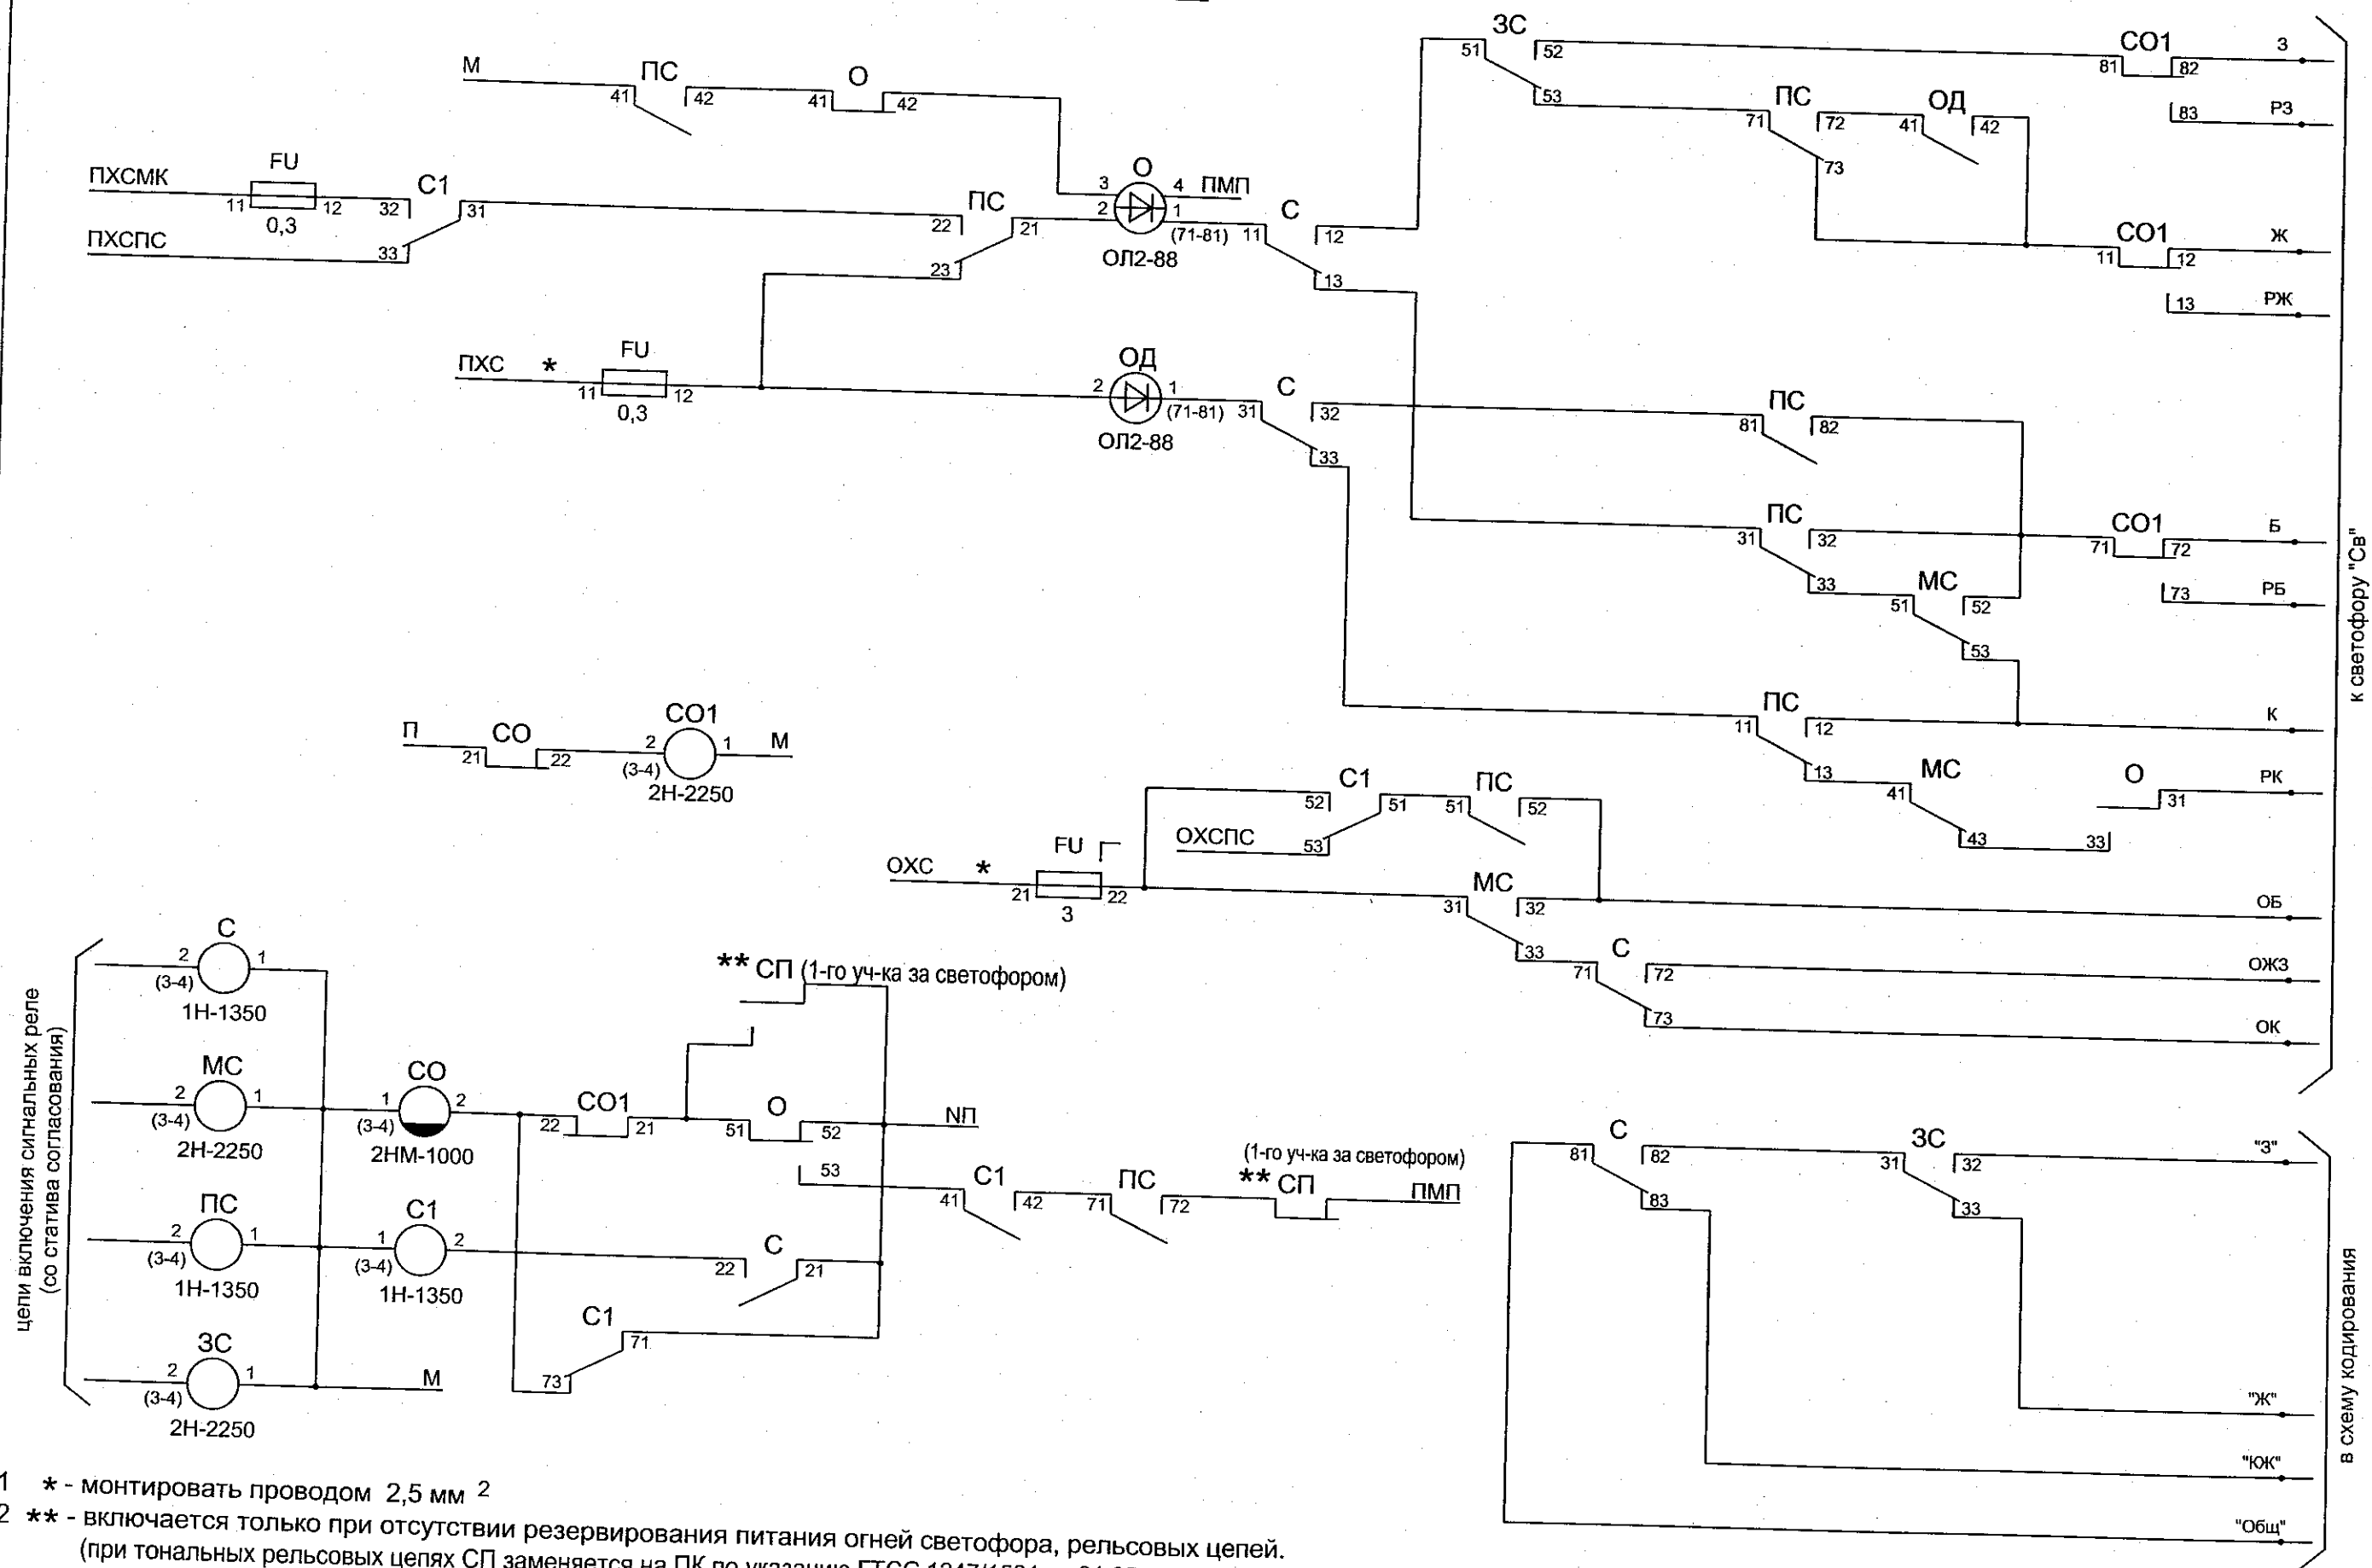 ЗС
51 52
СО1
З
81 82
М
ПС
О
41 42
41 42
53
ПС
ОД
71 72
41 42
83
РЗ
73
FU
ПХСМК
11 12
0,3
32
С1
31
ПС
22 21
О
3 4 ПМП
2 1
(71-81)
ОЛ2-88
С
11 12
СО1
Ж
11 12
ПХСПС
33
23
13
13
РЖ
FU
ПХС *
11 12
0,3
ОД
2 1
(71-81)
ОЛ2-88
С
31 32
ПС
81 82
33
ПС
31 32
СО1
Б
71 72
33
МС
51 52
73
РБ
53
к светофору "Св"
П
СО
21 22
СО1
2 1
(3-4)
М
2Н-2250
ПС
11 12
К
13
МС
41
О
31
РК
43
33
С1
52 51
ПС
51 52
ОХСПС
53
FU
ОХС *
21 22
3
МС
31 32
ОБ
33
С
71 72
ОЖЗ
73
ОК
цепи включения сигнальных реле
(со статива согласования)
С
2 1
(3-4)
1Н-1350
** СП (1-го уч-ка за светофором)
МС
2 1
(3-4)
2Н-2250
СО
1 2
(3-4)
2НМ-1000
СО1
22 21
О
51 52
NП
53
С1
41 42
ПС
71 72
(1-го уч-ка за светофором)
** СП
ПМП
ПС
2 1
(3-4)
1Н-1350
С1
1 2
(3-4)
1Н-1350
С
22 21
С1
71
73
ЗС
2 1
(3-4)
М
2Н-2250
С
81 82
ЗС
31 32
"З"
83
33
"Ж"
"КЖ"
"Общ"
в схему кодирования
1 * - монтировать проводом 2,5 мм 2
2 ** - включается только при отсутствии резервирования питания огней светофора, рельсовых цепей.
(при тональных рельсовых цепях СП заменяется на ПК по указанию ГТСС